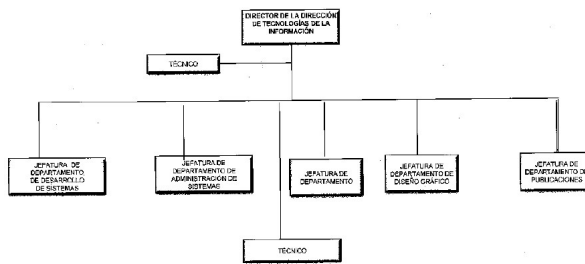 DIRECTOR DE LA DIRECCIÓN
DE TECNOLOGÍAS DE LA
INFORMACIÓN
TÉCNICO
JEFATURA DE
DEPARTAMENTO
DE DESARROLLO
DE SISTEMAS
JEFATURA DE
DEPARTAMENTO DE
ADMINISTRACIÓN DE
SISTEMAS
JEFATURA DE
DEPARTAMENTO
JEFATURA DE
DEPARTAMENTO DE
DISEÑO GRÁFICO
JEFATURA DE
DEPARTAMENTO DE
PUBLICACIONES
TÉCNICO